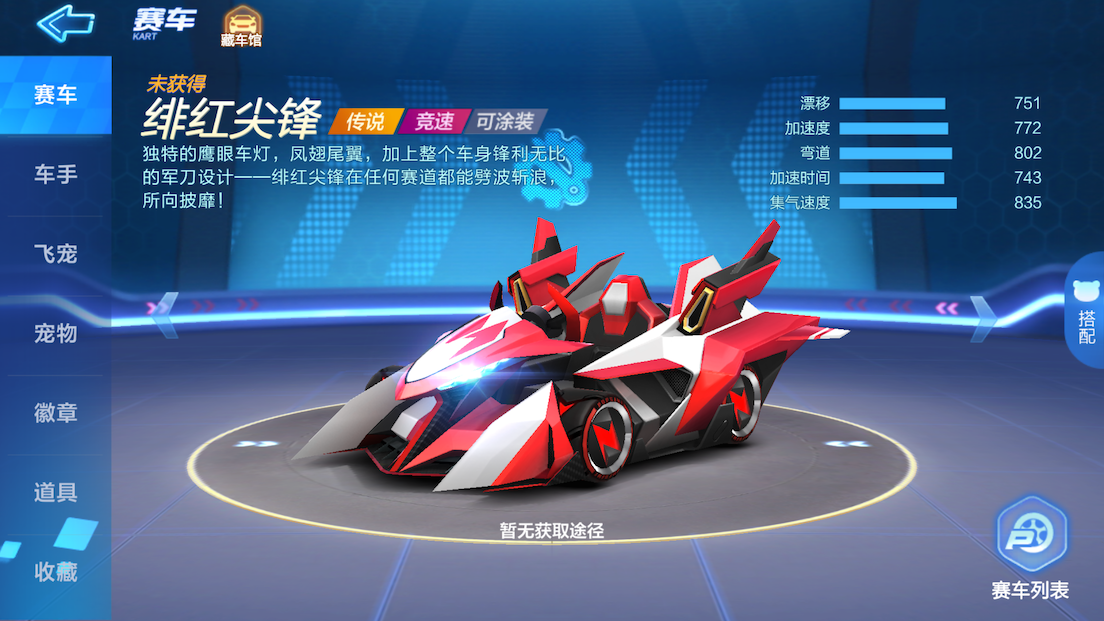 赛车
KART
藏车馆
赛车
车手
飞宠
宠物
徽章
道具
收藏
未获得
绯红尖锋
传说 竞速 可涂装
独特的鹰眼车灯，凤翅尾翼，加上整个车身锋利无比
的军刀设计——绯红尖锋在任何赛道都能劈波斩浪，
所向披靡！
漂移 751
加速度 772
弯道 802
加速时间 743
集气速度 835
搭配
暂无获取途径
赛车列表